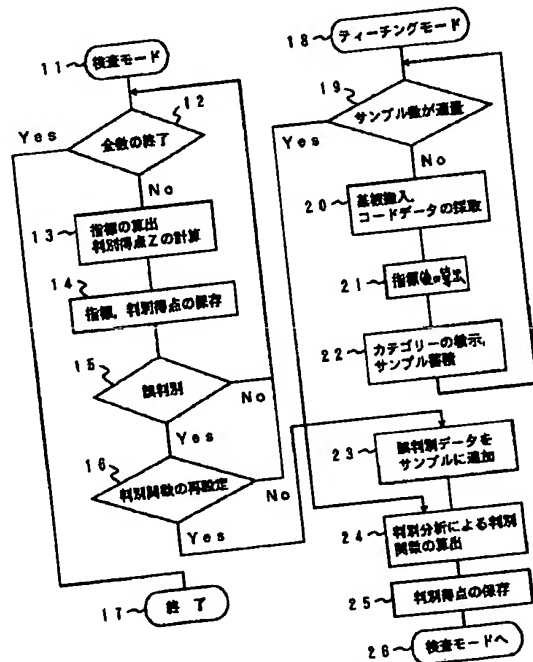 11 検査モード
12
全数の終了
Yes
No
13 指標の算出
判別得点Zの計算
14
指標，判別得点の保存
15
誤判別
No
Yes
16
判別関数の再設定
No
Yes
17 終了
18 ティーチングモード
19
サンプル数が適量
Yes
No
20 基板搬入，
コードデータの採取
21 指標
22 カテゴリーの教示，
サンプル蓄積
23 誤判別データを
サンプルに追加
24 判別分析による判別
関数の算出
25 判別得点の保存
26 検査モードへ